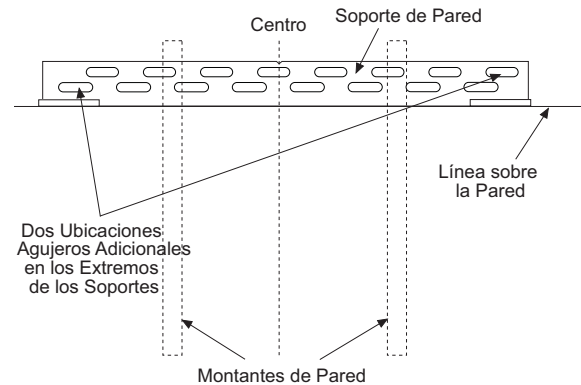 Centro
Soporte de Pared
Línea sobre
la Pared
Dos Ubicaciones
Agujeros Adicionales
en los Extremos
de los Soportes
Montantes de Pared